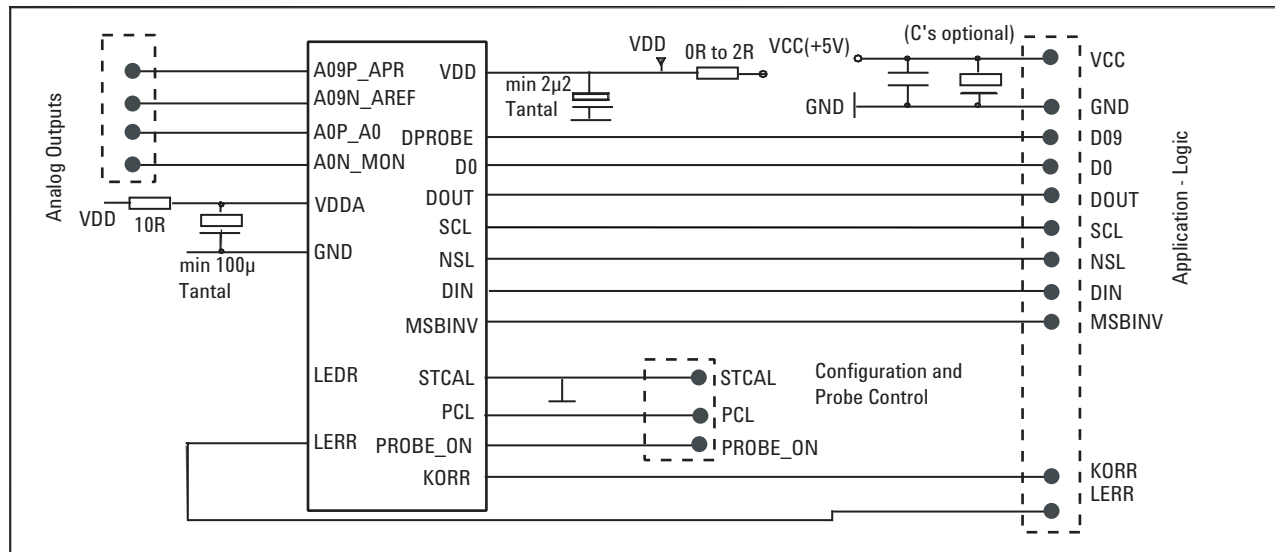 (C's optional)
VDD
0R to 2R
VCC(+5V)
VCC
A09P_APR
VDD
min 2µ2
Tantal
A09N_AREF
GND
GND
A0P_A0
DPROBE
D09
A0N_MON
D0
D0
Analog Outputs
VDD
10R
VDDA
DOUT
DOUT
SCL
SCL
GND
min 100µ
Tantal
NSL
NSL
DIN
DIN
MSBINV
MSBINV
Application - Logic
LEDR
STCAL
STCAL
Configuration and
Probe Control
PCL
PCL
LERR
PROBE_ON
PROBE_ON
KORR
KORR
LERR